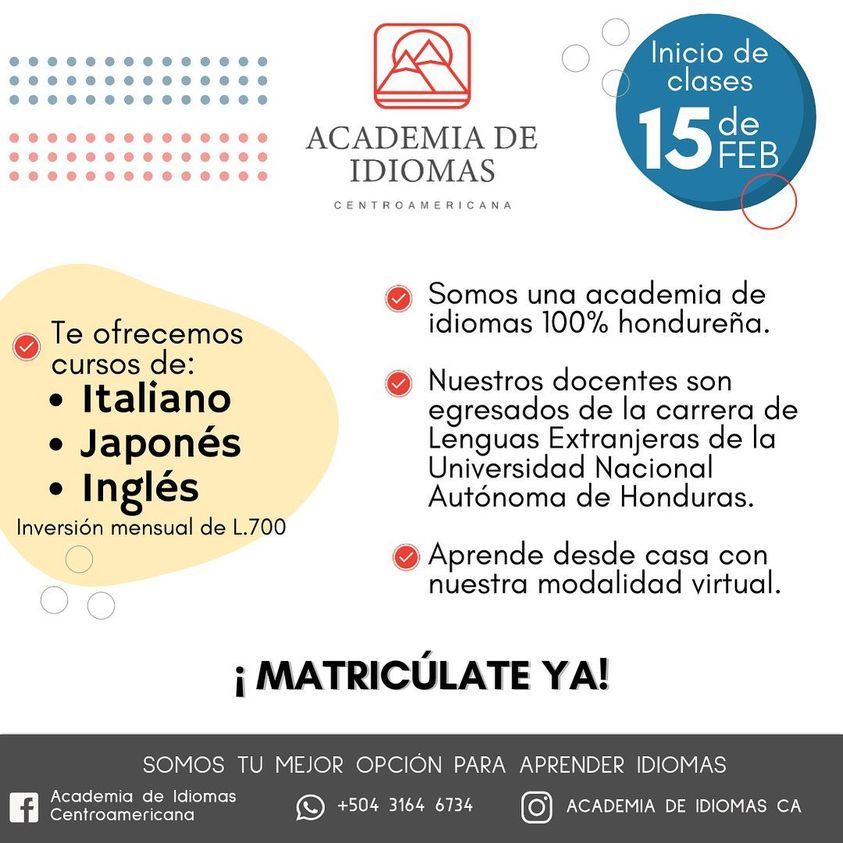 ACADEMIA DE
IDIOMAS
CENTROAMERICANA
Inicio de
clases
15 de
FEB
Te ofrecemos
cursos de:
• Italiano
• Japonés
• Inglés
Inversión mensual de L.700
Somos una academia de
idiomas 100% hondureña.
Nuestros docentes son
egresados de la carrera de
Lenguas Extranjeras de la
Universidad Nacional
Autónoma de Honduras.
Aprende desde casa con
nuestra modalidad virtual.
¡ MATRICÚLATE YA!
SOMOS TU MEJOR OPCIÓN PARA APRENDER IDIOMAS
Academia de Idiomas
Centroamericana
+504 3164 6734
ACADEMIA DE IDIOMAS CA